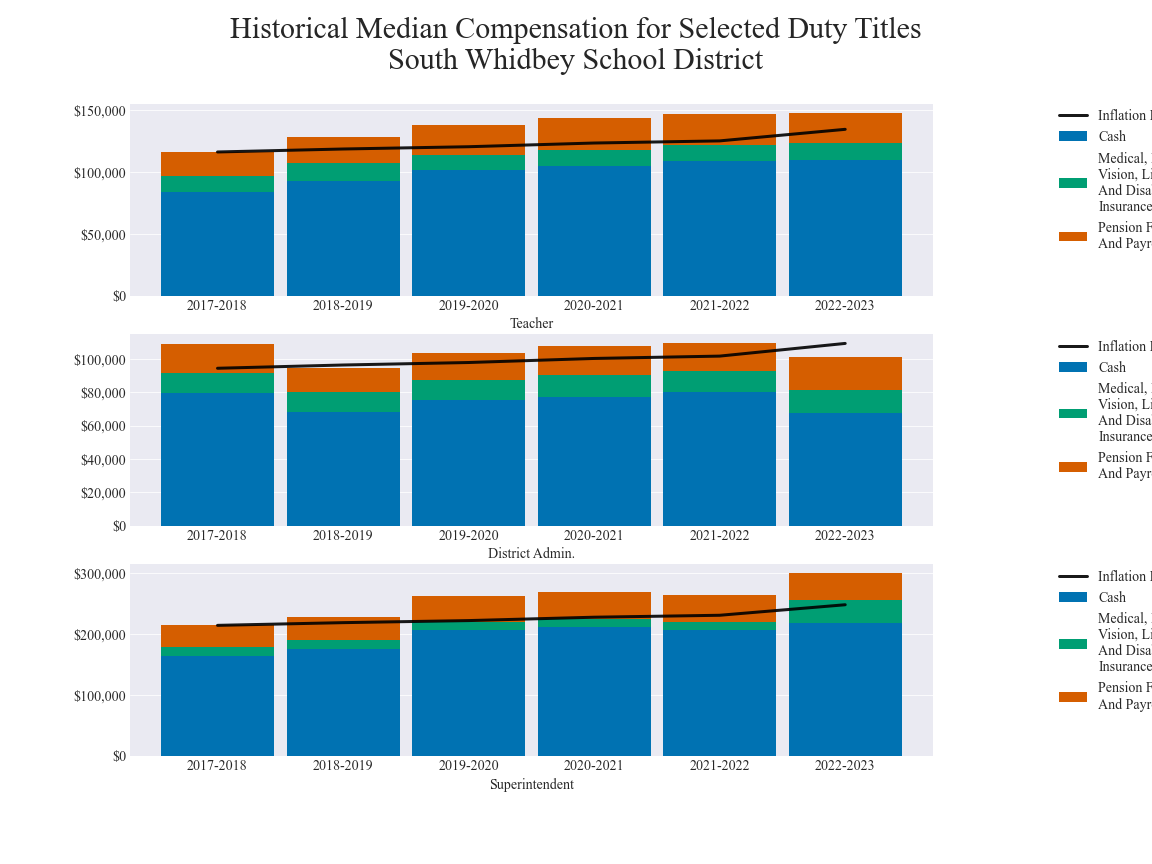 Historical Median Compensation for Selected Duty Titles
South Whidbey School District
$150,000
$100,000
$50,000
$0
2017-2018 2018-2019 2019-2020 2020-2021 2021-2022 2022-2023
Teacher
Inflation
Cash
Medical,
Vision,
And
Insurance
Pension
And
$100,000
$80,000
$60,000
$40,000
$20,000
$0
2017-2018 2018-2019 2019-2020 2020-2021 2021-2022 2022-2023
District Admin.
Inflation
Cash
Medical,
Vision,
And
Insurance
Pension
And
$300,000
$200,000
$100,000
$0
2017-2018 2018-2019 2019-2020 2020-2021 2021-2022 2022-2023
Superintendent
Inflation
Cash
Medical,
Vision,
And
Insurance
Pension
And